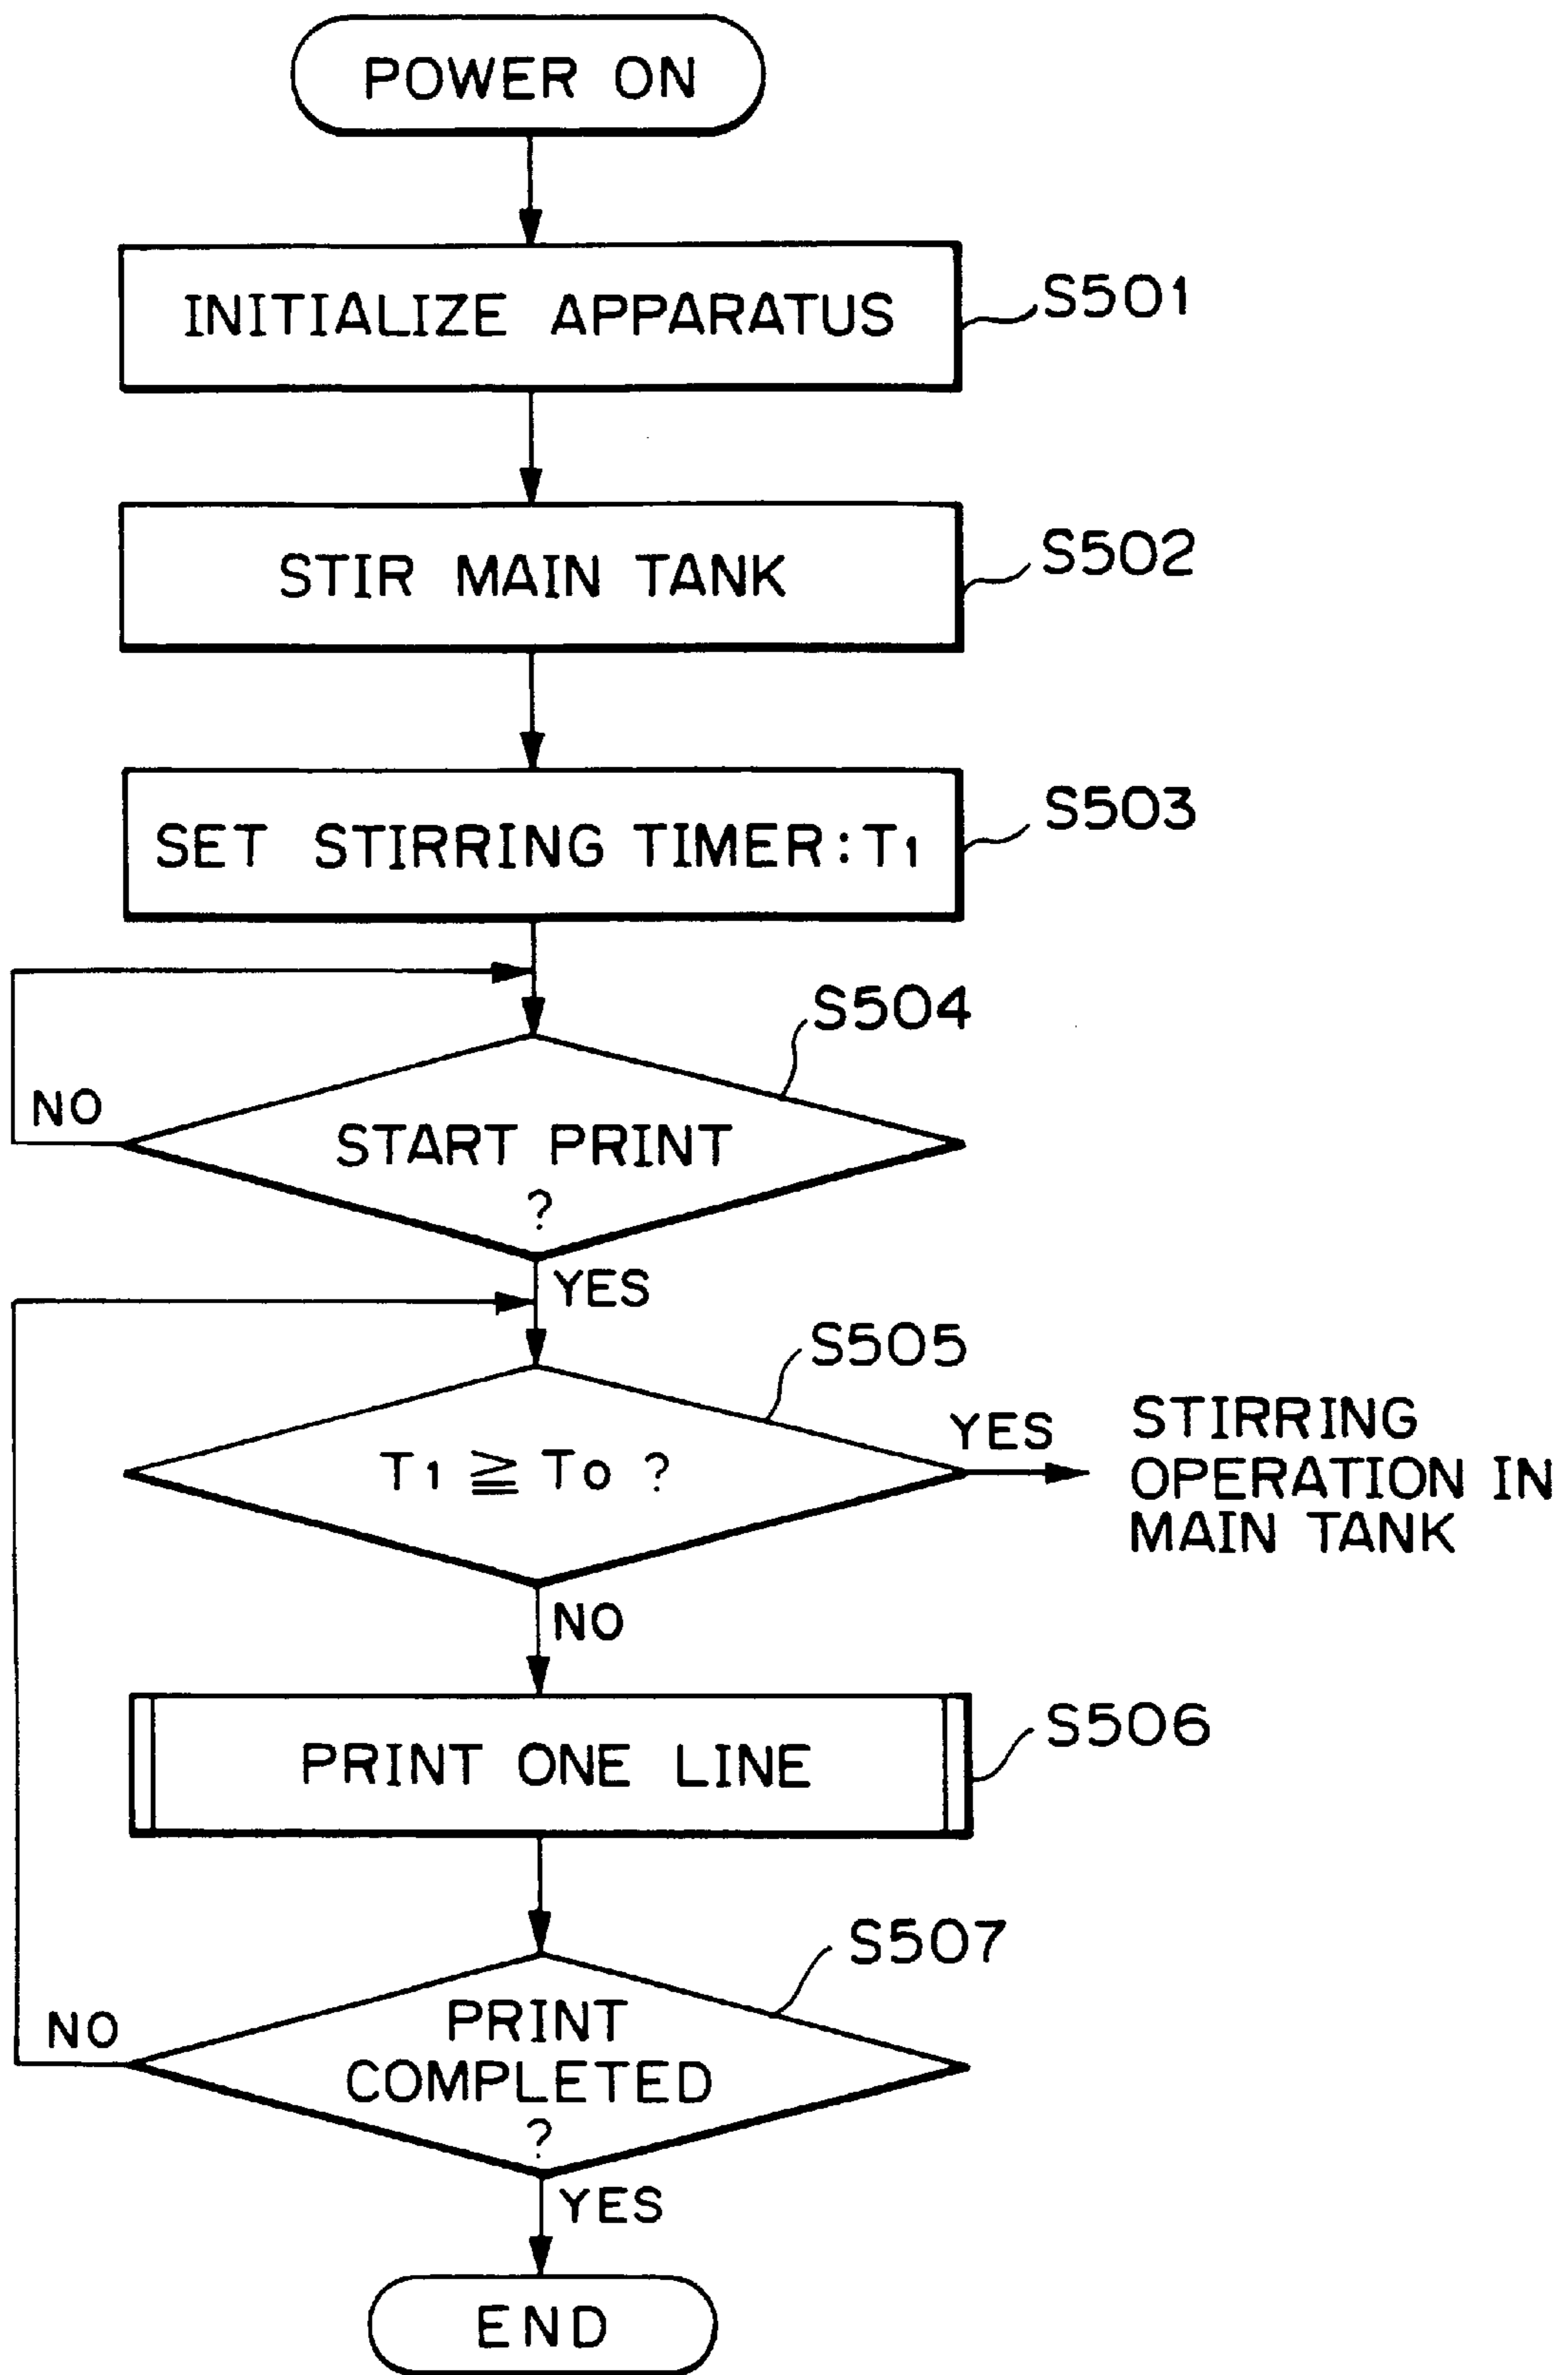 POWER ON
INITIALIZE APPARATUS
S501
STIR MAIN TANK
S502
SET STIRRING TIMER:T1
S503
S504
NO
START PRINT
?
YES
S505
T1 ≧ To ?
YES
STIRRING
OPERATION IN
MAIN TANK
NO
S506
PRINT ONE LINE
S507
NO
PRINT
COMPLETED
?
YES
END